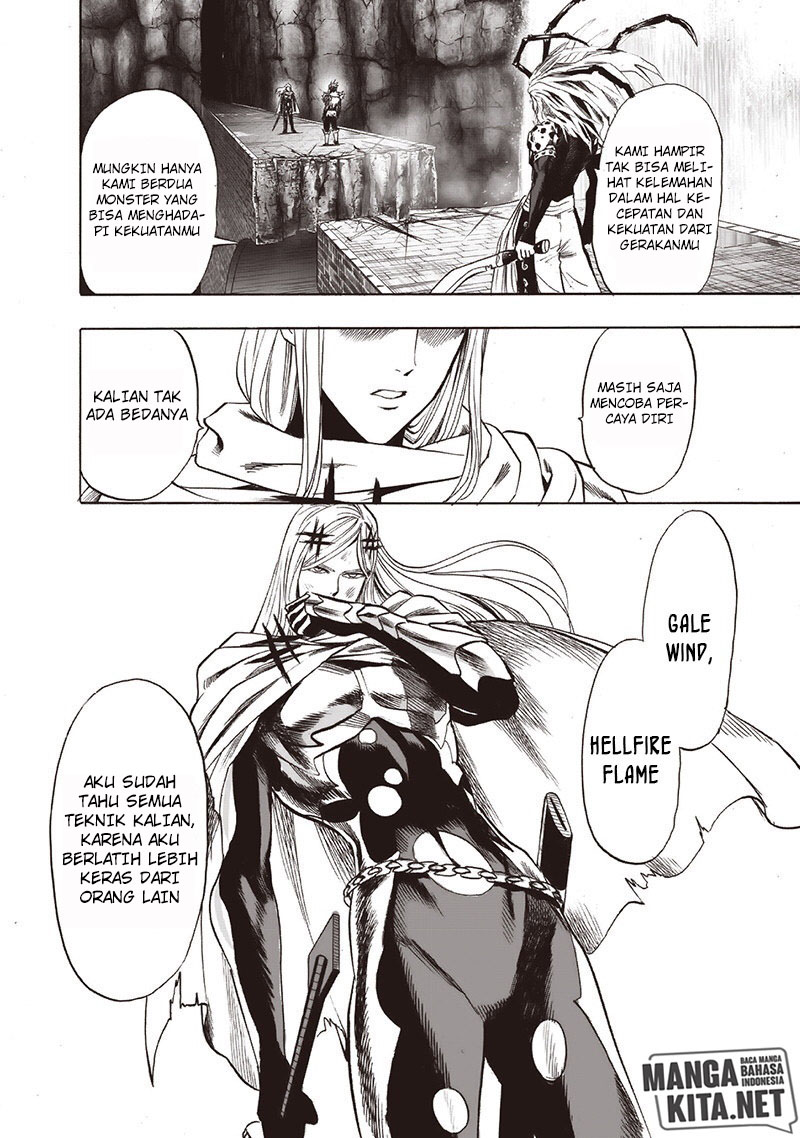 KAMI HAMPIR
TAK BISA MELI-
HAT KELEMAHAN
DALAM HAL KE-
CEPATAN DAN
KEKUATAN DARI
GERAKANMU
MUNGKIN HANYA
KAMI BERDUA
MONSTER YANG
BISA MENGHADA-
PI KEKUATANMU
MASIH SAJA
MENCOBA PER-
CAYA DIRI
KALIAN TAK
ADA BEDANYA
GALE
WIND,
HELLFIRE
FLAME
AKU SUDAH
TAHU SEMUA
TEKNIK KALIAN,
KARENA AKU
BERLATIH LEBIH
KERAS DARI
ORANG LAIN
MANGA
KITA.NET
BACA MANGA
BAHASA
INDONESIA